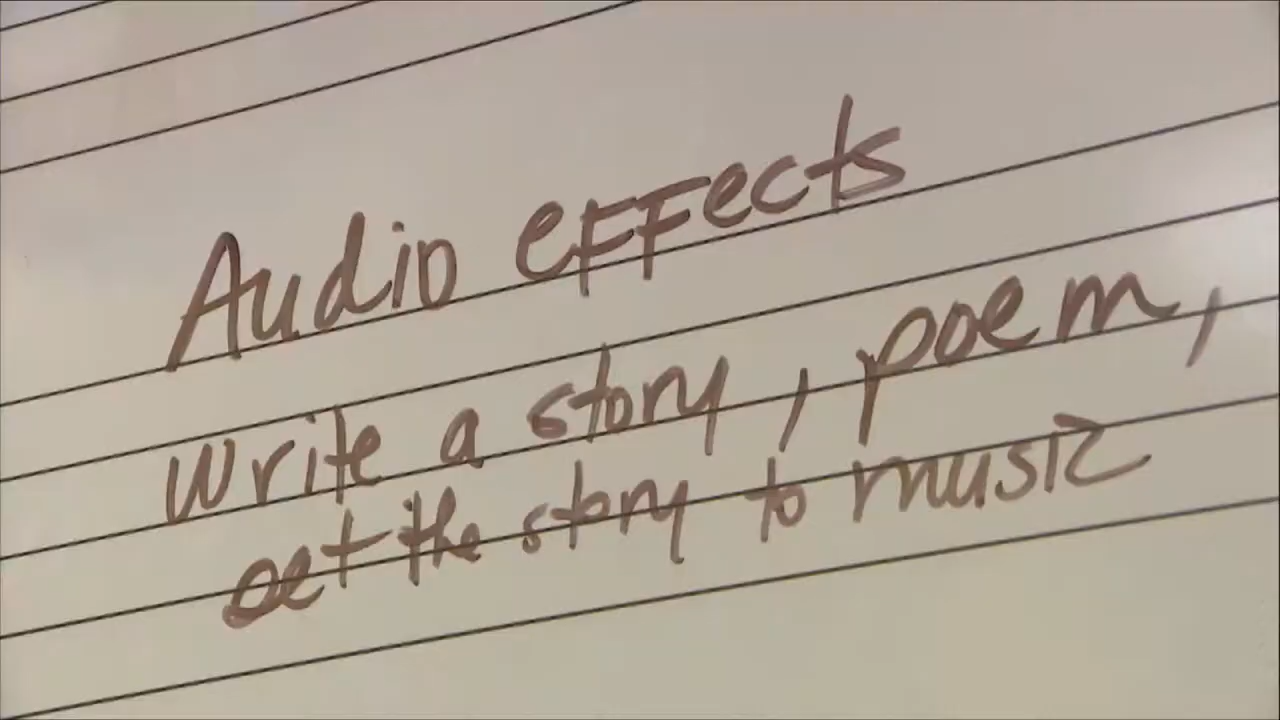 Audio effects
Write a story, poem,
set the story to music